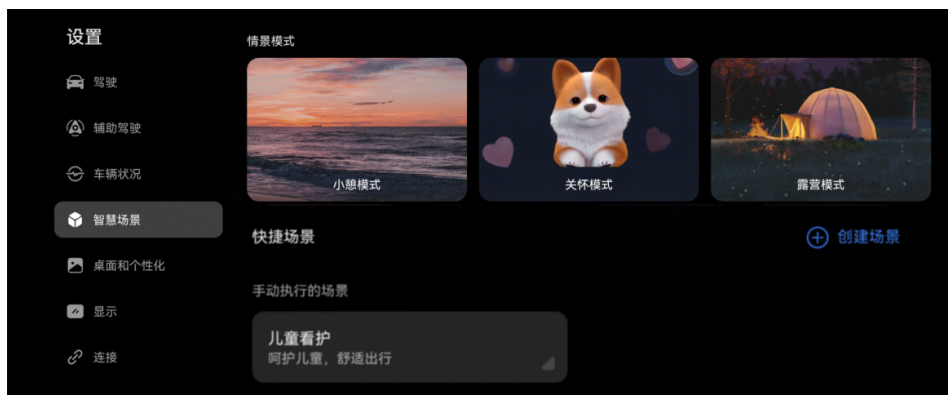 设置
驾驶
辅助驾驶
车辆状况
智慧场景
桌面和个性化
显示
连接
情景模式
小憩模式
关怀模式
露营模式
快捷场景
创建场景
手动执行的场景
儿童看护
呵护儿童，舒适出行